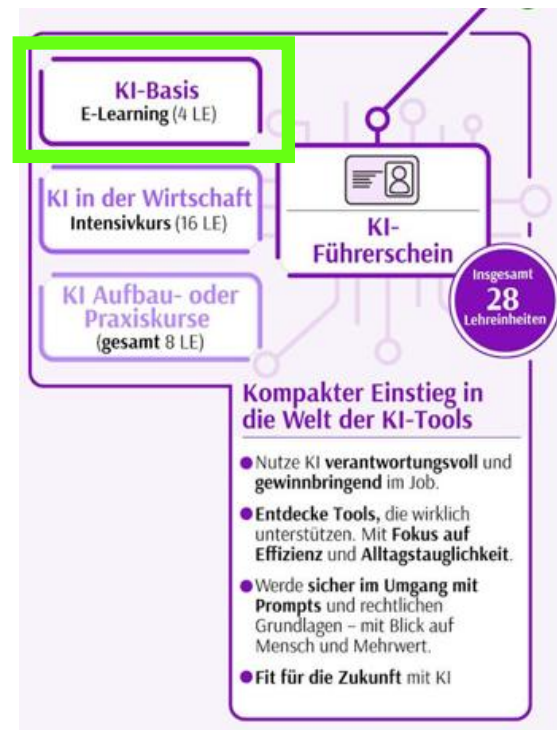 KI-Basis
E-Learning (4 LE)
KI in der Wirtschaft
Intensivkurs (16 LE)
KI Aufbau- oder
Praxiskurse
(gesamt 8 LE)
KI-
Führerschein
Insgesamt
28
Lehreinheiten
Kompakter Einstieg in
die Welt der KI-Tools
Nutze KI verantwortungsvoll und
gewinnbringend im Job.
Entdecke Tools, die wirklich
unterstützen. Mit Fokus auf
Effizienz und Alltagstauglichkeit.
Werde sicher im Umgang mit
Prompts und rechtlichen
Grundlagen – mit Blick auf
Mensch und Mehrwert.
Fit für die Zukunft mit KI